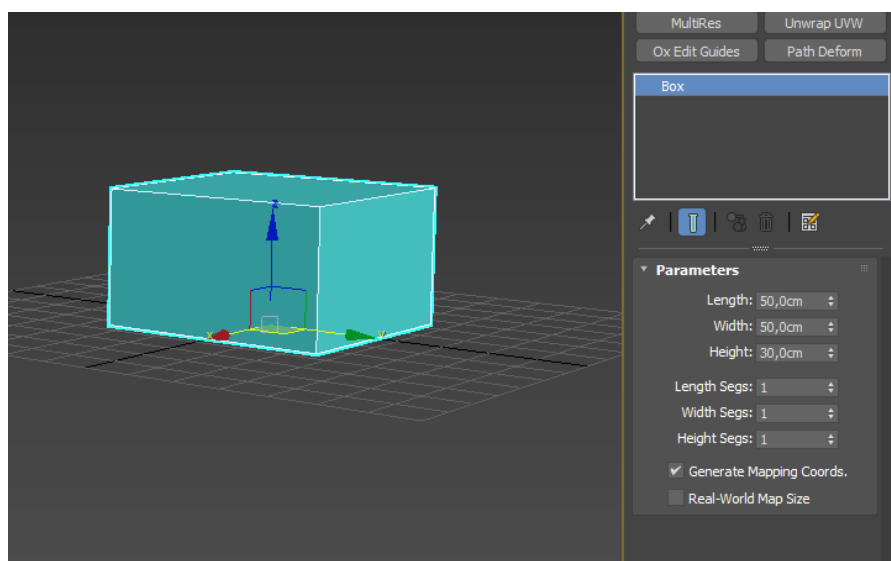 MultiRes Unwrap UVW
Ox Edit Guides Path Deform
Box
Parameters
Length: 50,0cm
Width: 50,0cm
Height: 30,0cm
Length Segs: 1
Width Segs: 1
Height Segs: 1
Generate Mapping Coords.
Real-World Map Size
z
x
y